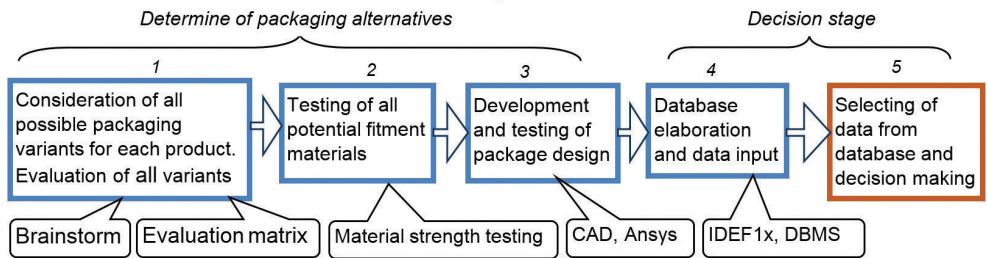 Determine of packaging alternatives
Decision stage
1
2
3
4
5
Consideration of all
possible packaging
variants for each product.
Evaluation of all variants
Testing of all
potential fitment
materials
Development
and testing of
package design
Database
elaboration
and data input
Selecting of
data from
database and
decision making
Brainstorm
Evaluation matrix
Material strength testing
CAD, Ansys
IDEF1x, DBMS